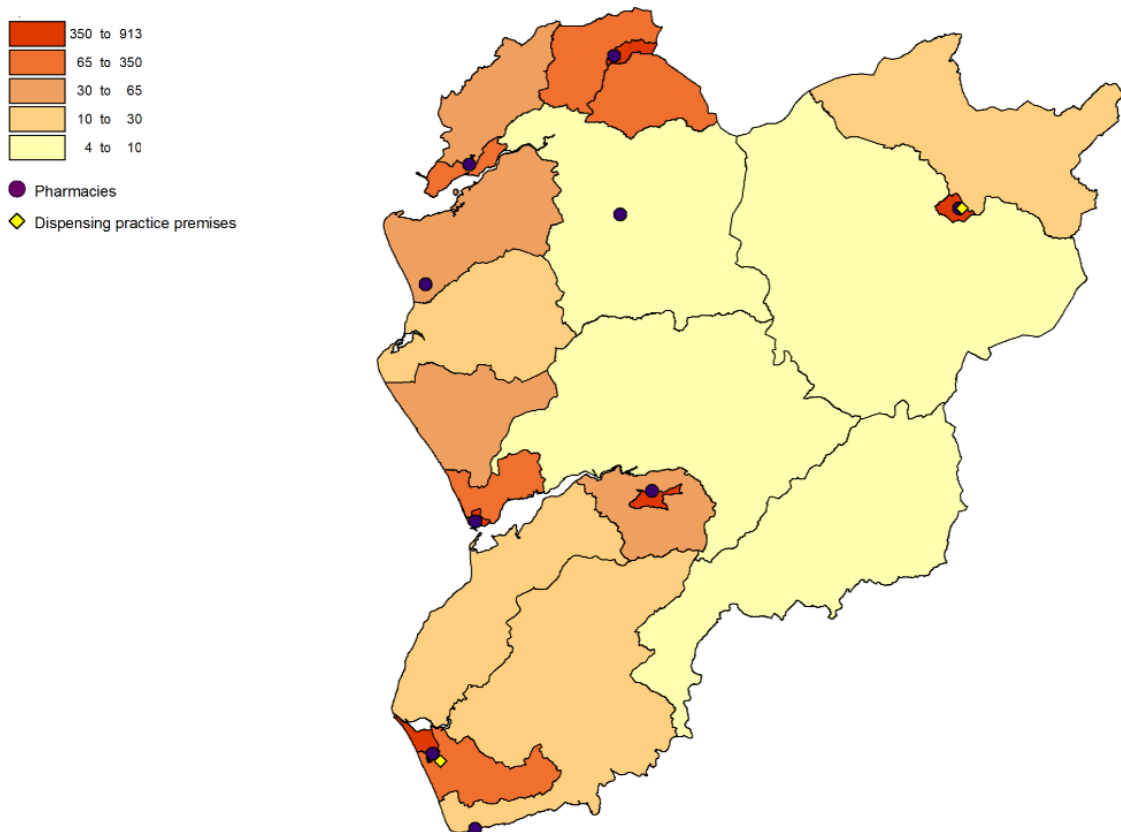 350 to 913
65 to 350
30 to 65
10 to 30
4 to 10
Pharmacies
Dispensing practice premises